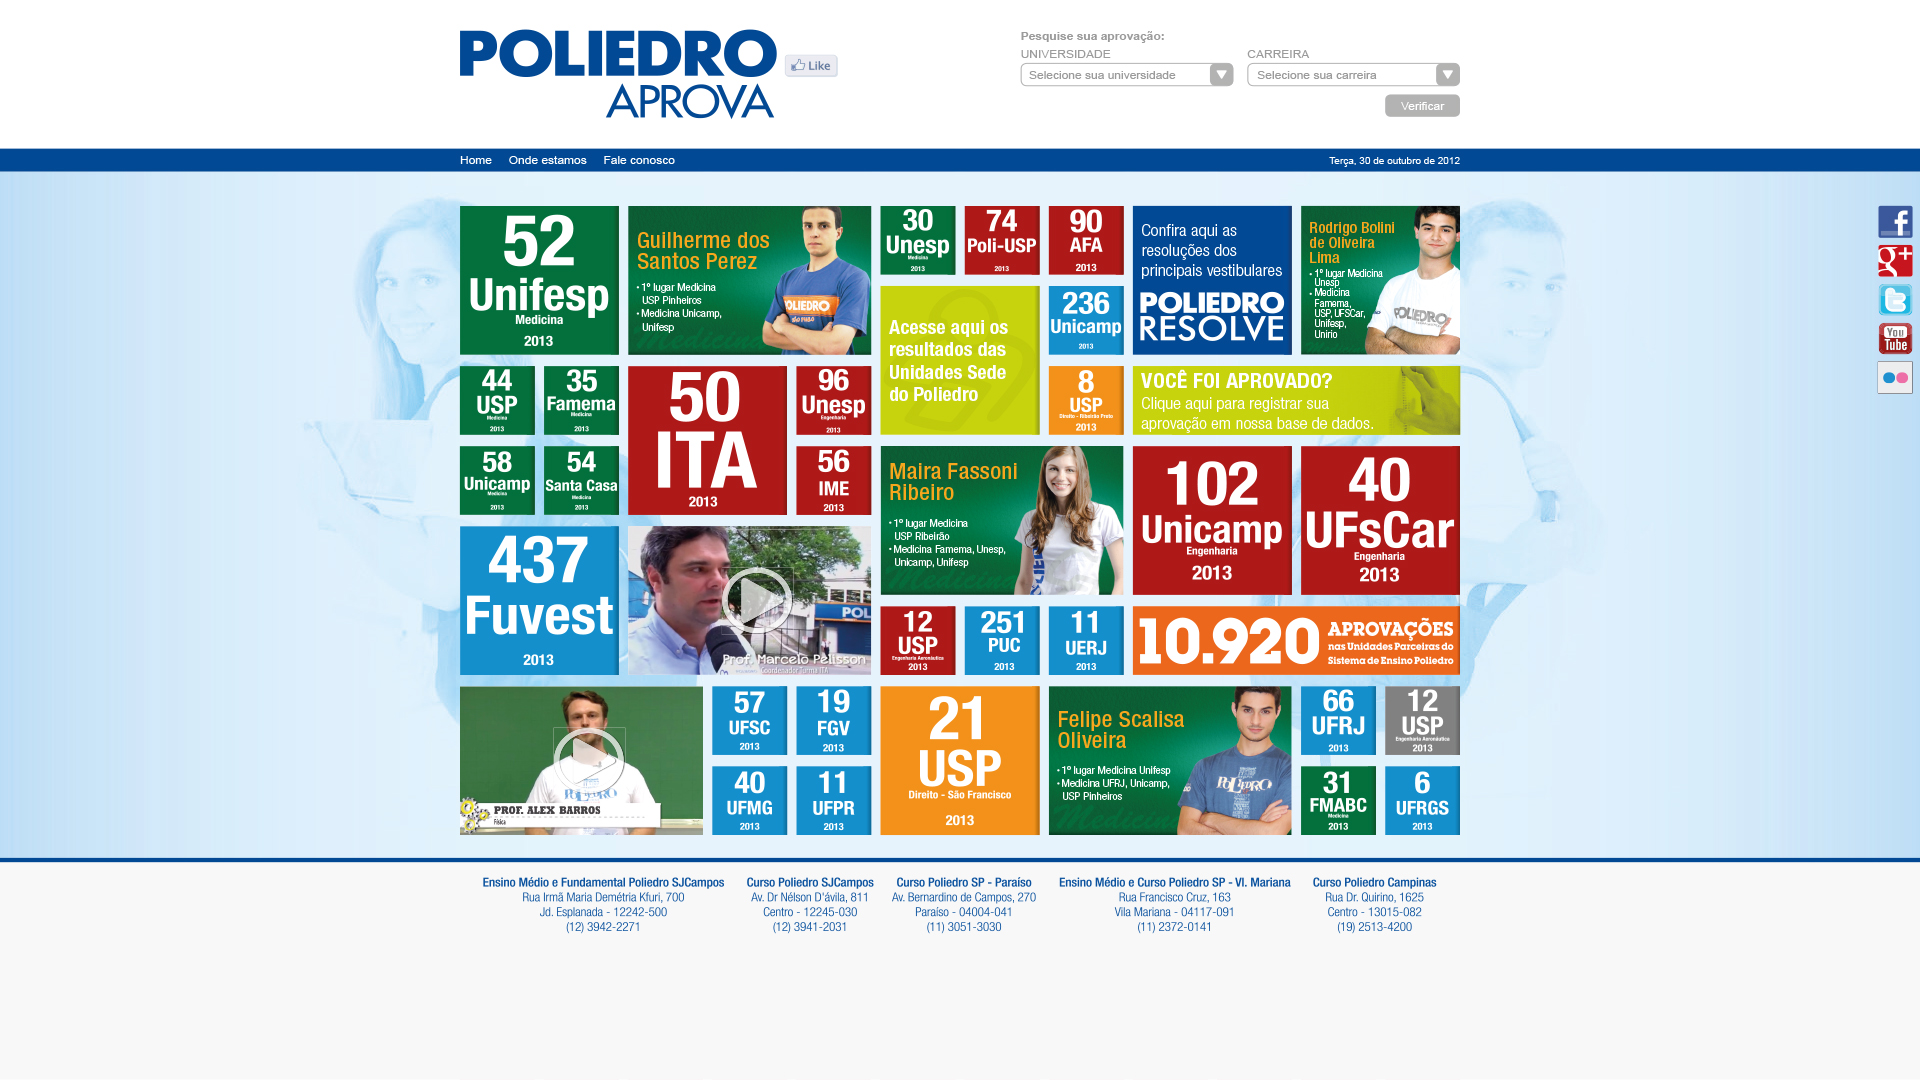 POLIEDRO
APROVA
Like
Pesquise sua aprovação:
UNIVERSIDADE
CARREIRA
Selecione sua universidade
Selecione sua carreira
Verificar
Home
Onde estamos
Fale conosco
Terça, 30 de outubro de 2012
52
Unifesp
Medicina
2013
Guilherme dos
Santos Perez
• 1º lugar Medicina
USP Pinheiros
• Medicina Unicamp,
Unifesp
Medicina
POLIEDRO
30
Unesp
Medicina
2013
74
Poli-USP
2013
90
AFA
2013
Confira aqui as
resoluções dos
principais vestibulares
POLIEDRO
RESOLVE
Rodrigo Bolini
de Oliveira
Lima
• 1º lugar Medicina
Unesp
• Medicina
Famema,
USP, UFSCar,
Unifesp,
Unirio
POLIEDRO
Acesse aqui os
resultados das
Unidades Sede
do Poliedro
236
Unicamp
2013
44
USP
Medicina
2013
35
Famema
Medicina
2013
50
ITA
2013
96
Unesp
Engenharia
2013
8
USP
Direito - Ribeirão Preto
2013
VOCÊ FOI APROVADO?
Clique aqui para registrar sua
aprovação em nossa base de dados.
58
Unicamp
Medicina
2013
54
Santa Casa
Medicina
2013
56
IME
2013
Maira Fassoni
Ribeiro
• 1º lugar Medicina
USP Ribeirão
• Medicina Famema, Unesp,
Unicamp, Unifesp
102
Unicamp
Engenharia
2013
40
UFsCar
Engenharia
2013
437
Fuvest
2013
POL
Prof. Marcelo Pelisson
Coordenador Turma ITA
12
USP
Engenharia Aeronáutica
2013
251
PUC
2013
11
UERJ
2013
10.920
APROVAÇÕES
nas Unidades Parceiras do
Sistema de Ensino Poliedro
POLIEDRO
PROF. ALEX BARROS
Física
57
UFSC
2013
19
FGV
2013
21
USP
Direito - São Francisco
2013
Felipe Scalisa
Oliveira
• 1º lugar Medicina Unifesp
• Medicina UFRJ, Unicamp,
USP Pinheiros
POLIEDRO
66
UFRJ
2013
12
USP
Engenharia Aeronáutica
2013
40
UFMG
2013
11
UFPR
2013
31
FMABC
Medicina
2013
6
UFRGS
2013
You
Tube
Ensino Médio e Fundamental Poliedro SJCampos
Rua Irmã Maria Demétria Kfuri, 700
Jd. Esplanada - 12242-500
(12) 3942-2271
Curso Poliedro SJCampos
Av. Dr Nélson D'ávila, 811
Centro - 12245-030
(12) 3941-2031
Curso Poliedro SP - Paraíso
Av. Bernardino de Campos, 270
Paraíso - 04004-041
(11) 3051-3030
Ensino Médio e Curso Poliedro SP - Vl. Mariana
Rua Francisco Cruz, 163
Vila Mariana - 04117-091
(11) 2372-0141
Curso Poliedro Campinas
Rua Dr. Quirino, 1625
Centro - 13015-082
(19) 2513-4200